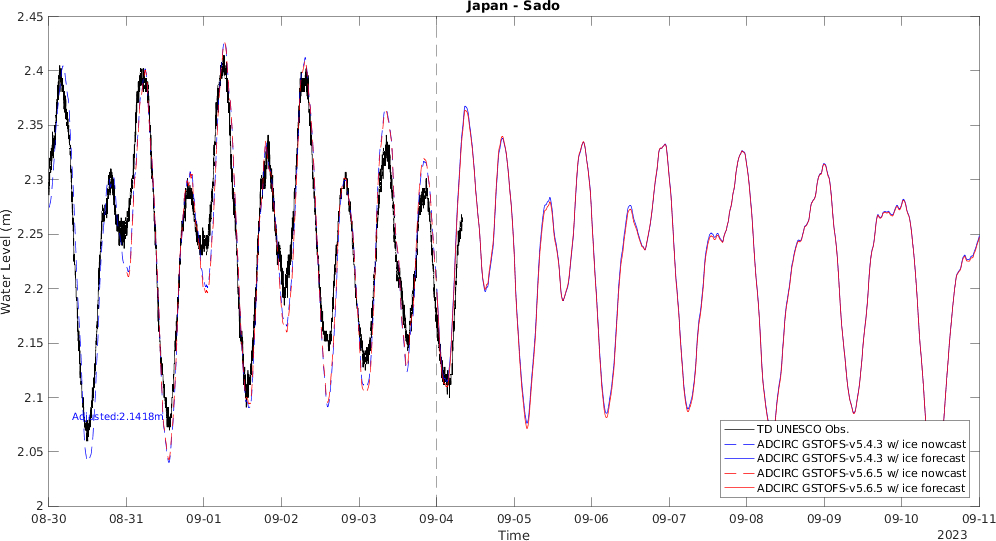 Japan - Sado
Water Level (m)
2.45
2.4
2.35
2.3
2.25
2.2
2.15
2.1
2.05
2
Adjusted:2.1418m
TD UNESCO Obs.
ADCIRC GSTOFS-v5.4.3 w/ ice nowcast
ADCIRC GSTOFS-v5.4.3 w/ ice forecast
ADCIRC GSTOFS-v5.6.5 w/ ice nowcast
ADCIRC GSTOFS-v5.6.5 w/ ice forecast
08-30 08-31 09-01 09-02 09-03 09-04 09-05 09-06 09-07 09-08 09-09 09-10 09-11
Time
2023